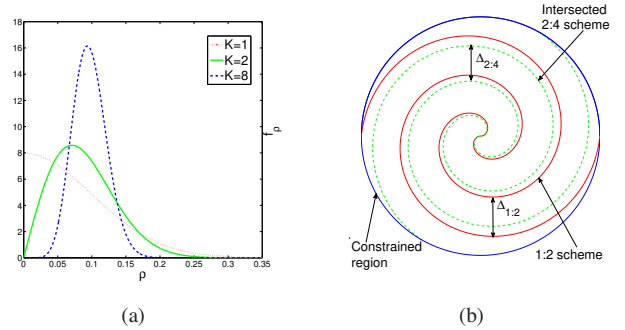 18
16
14
12
10
8
6
4
2
0
0
0.05
0.1
0.15
0.2
0.25
0.3
0.35
ρ
f_ρ
K=1
K=2
K=8
(a)
Intersected
2:4 scheme
Δ2:4
Δ1:2
Constrained
region
1:2 scheme
(b)